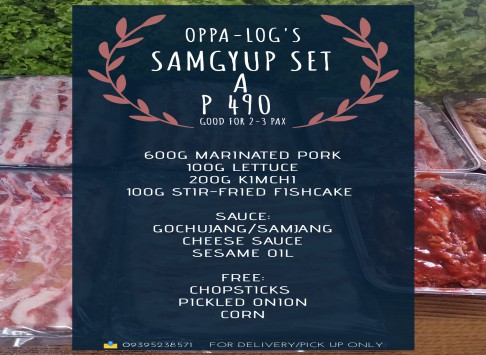 OPPA-LOG'S
SAMGYUP SET
A
P 490
GOOD FOR 2-3 PAX
600G MARINATED PORK
100G LETTUCE
200G KIMCHI
100G STIR-FRIED FISHCAKE
SAUCE:
GOCHUJANG/SAMJANG
CHEESE SAUCE
SESAME OIL
FREE:
CHOPSTICKS
PICKLED ONION
CORN
09395238571 FOR DELIVERY/PICK UP ONLY